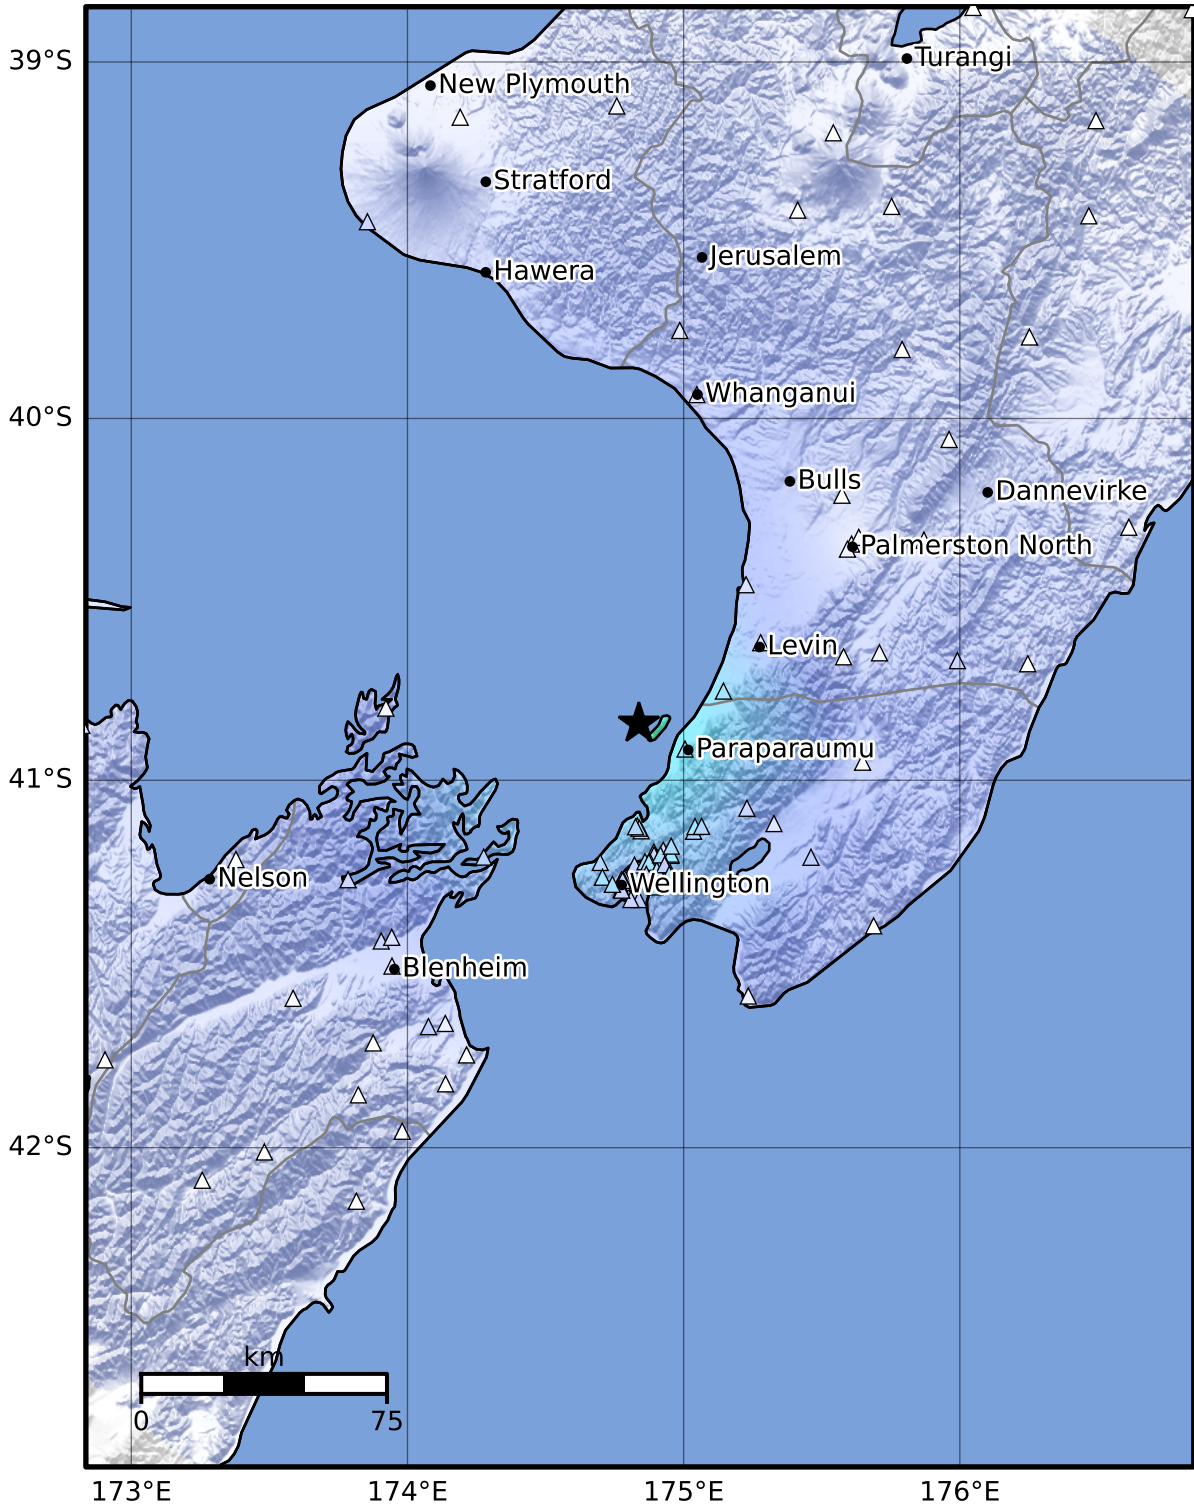 39°S
Turangi
New Plymouth
Stratford
Jerusalem
Hawera
Whanganui
40°S
Bulls
Dannevirke
Palmerston North
Levin
Paraparaumu
41°S
Nelson
Wellington
Blenheim
42°S
km
0 75
173°E 174°E 175°E 176°E